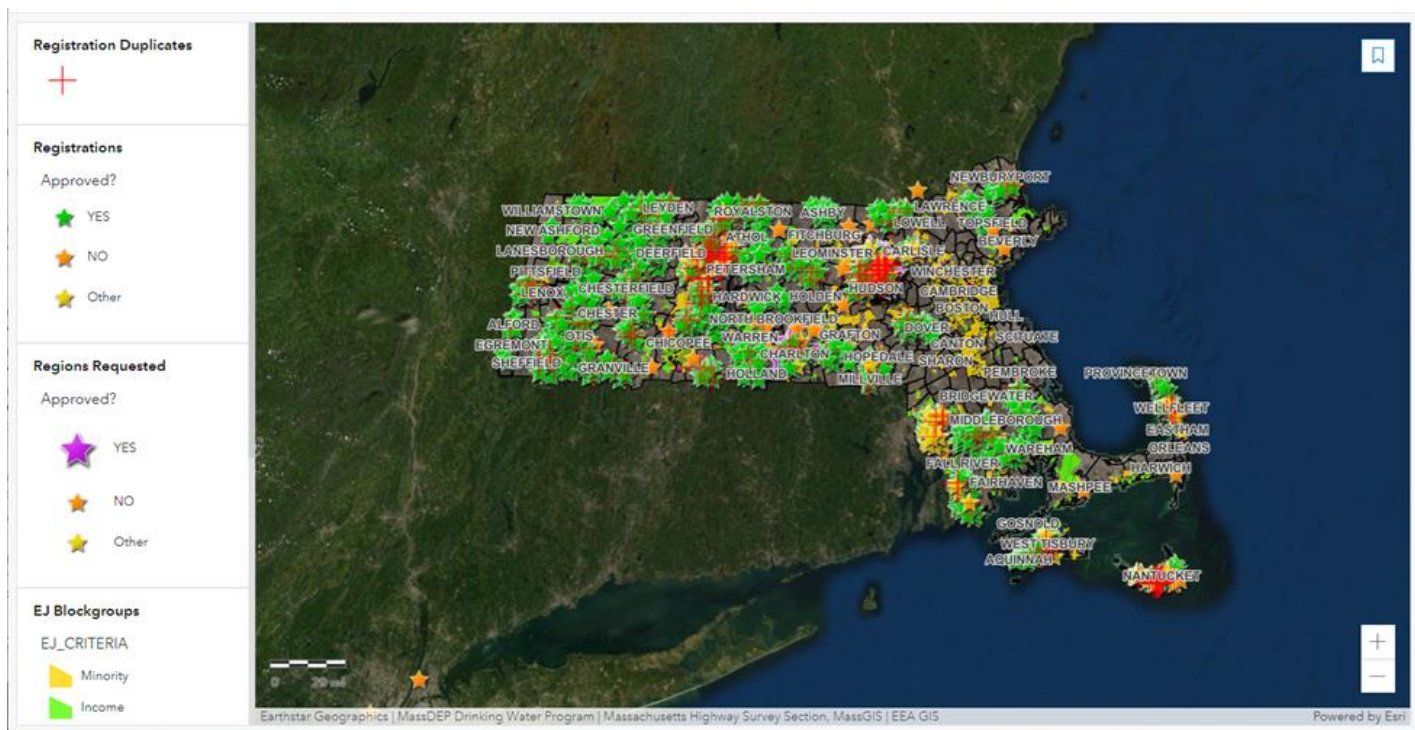 Registration Duplicates
Registrations
Approved?
YES
NO
Other
Regions Requested
Approved?
YES
NO
Other
EJ Blockgroups
EJ_CRITERIA
Minority
Income
NEWBURYPORT
WILLIAMSTOWN
LEYDEN
ROYALSTON
ASHBY
LAWRENCE
LOWELL
TOPSFIELD
NEW ASHFORD
GREENFIELD
ATHOL
FITCHBURG
BEVERLY
LANESBOROUGH
DEERFIELD
LEOMINSTER
CARLISLE
PITTSFIELD
PETERSHAM
WINCHESTER
LENOX
CHESTERFIELD
HARDWICK
HOLDEN
HUDSON
CAMBRIDGE
BOSTON
HULL
ALFORD
CHESTER
NORTH BROOKFIELD
DOVER
SCITUATE
EGREMONT
OTIS
CHICOPEE
WARREN
GRAFTON
CANTON
SHEFFIELD
GRANVILLE
HOLLAND
CHARLTON
HOPEDALE
SHARON
MILLVILLE
PEMBROKE
PROVINCETOWN
BRIDGEWATER
WELLFLEET
MIDDLEBOROUGH
EASTHAM
WAREHAM
ORLEANS
FALL RIVER
HARWICH
FAIRHAVEN
MASHPEE
GOSNOLD
WEST TISBURY
AQUINNAH
NANTUCKET
0 20 mi
+
−
Earthstar Geographics | MassDEP Drinking Water Program | Massachusetts Highway Survey Section, MassGIS | EEA GIS
Powered by Esri